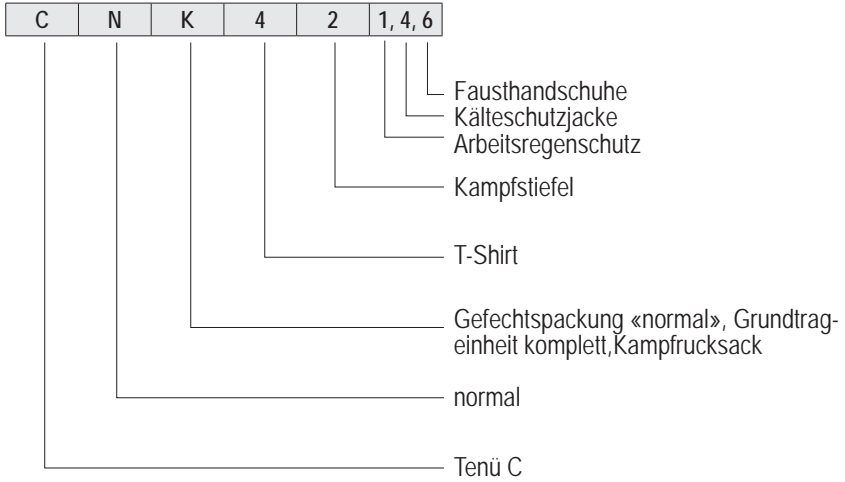 C N K 4 2 1, 4, 6
Fausthandschuhe
Kälteschutzjacke
Arbeitsregenschutz
Kampfstiefel
T-Shirt
Gefechtspackung «normal», Grundtrag-
einheit komplett,Kampfrucksack
normal
Tenü C